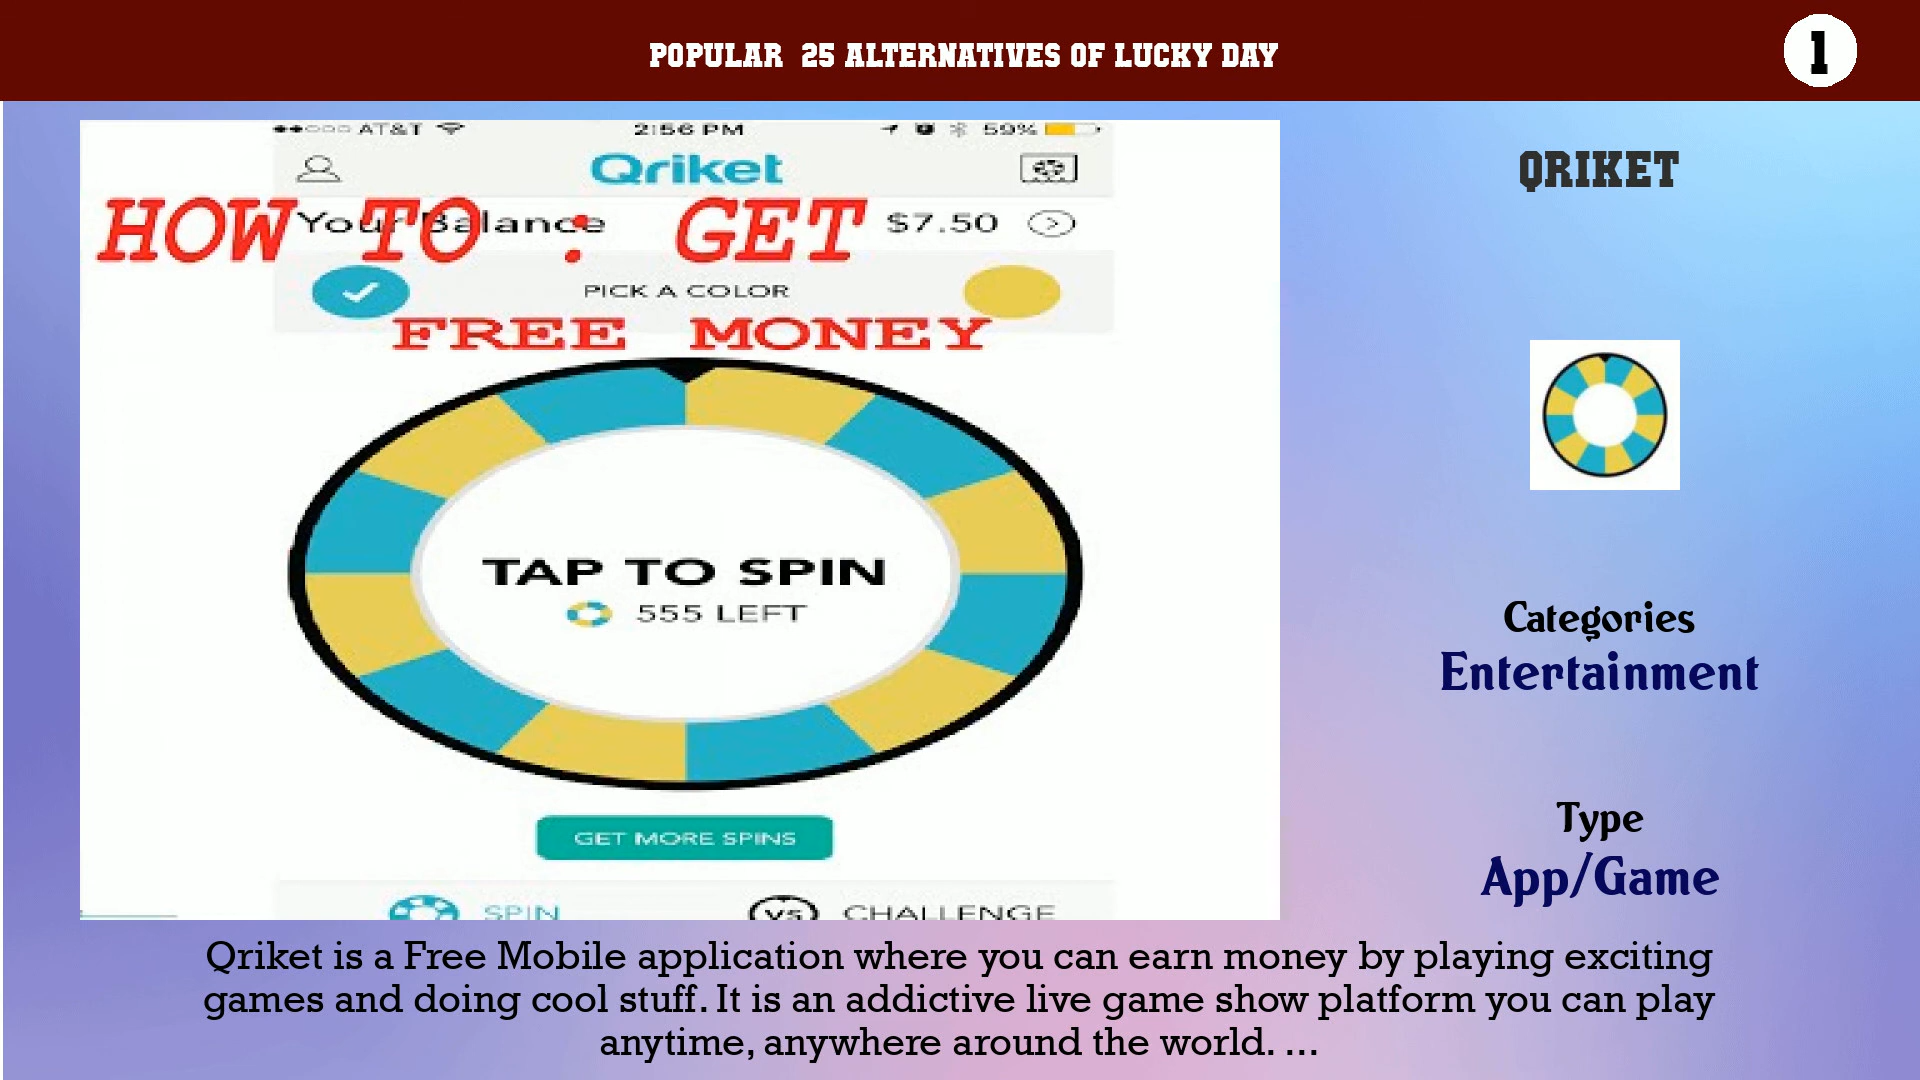 POPULAR 25 ALTERNATIVES OF LUCKY DAY
1
AT&T 2:56 PM 59%
Qriket
HOW TO : GET
Your Balance $7.50
PICK A COLOR
FREE MONEY
TAP TO SPIN
555 LEFT
GET MORE SPINS
SPIN VS CHALLENGE
QRIKET
Categories
Entertainment
Type
App/Game
Qriket is a Free Mobile application where you can earn money by playing exciting
games and doing cool stuff. It is an addictive live game show platform you can play
anytime, anywhere around the world. ...